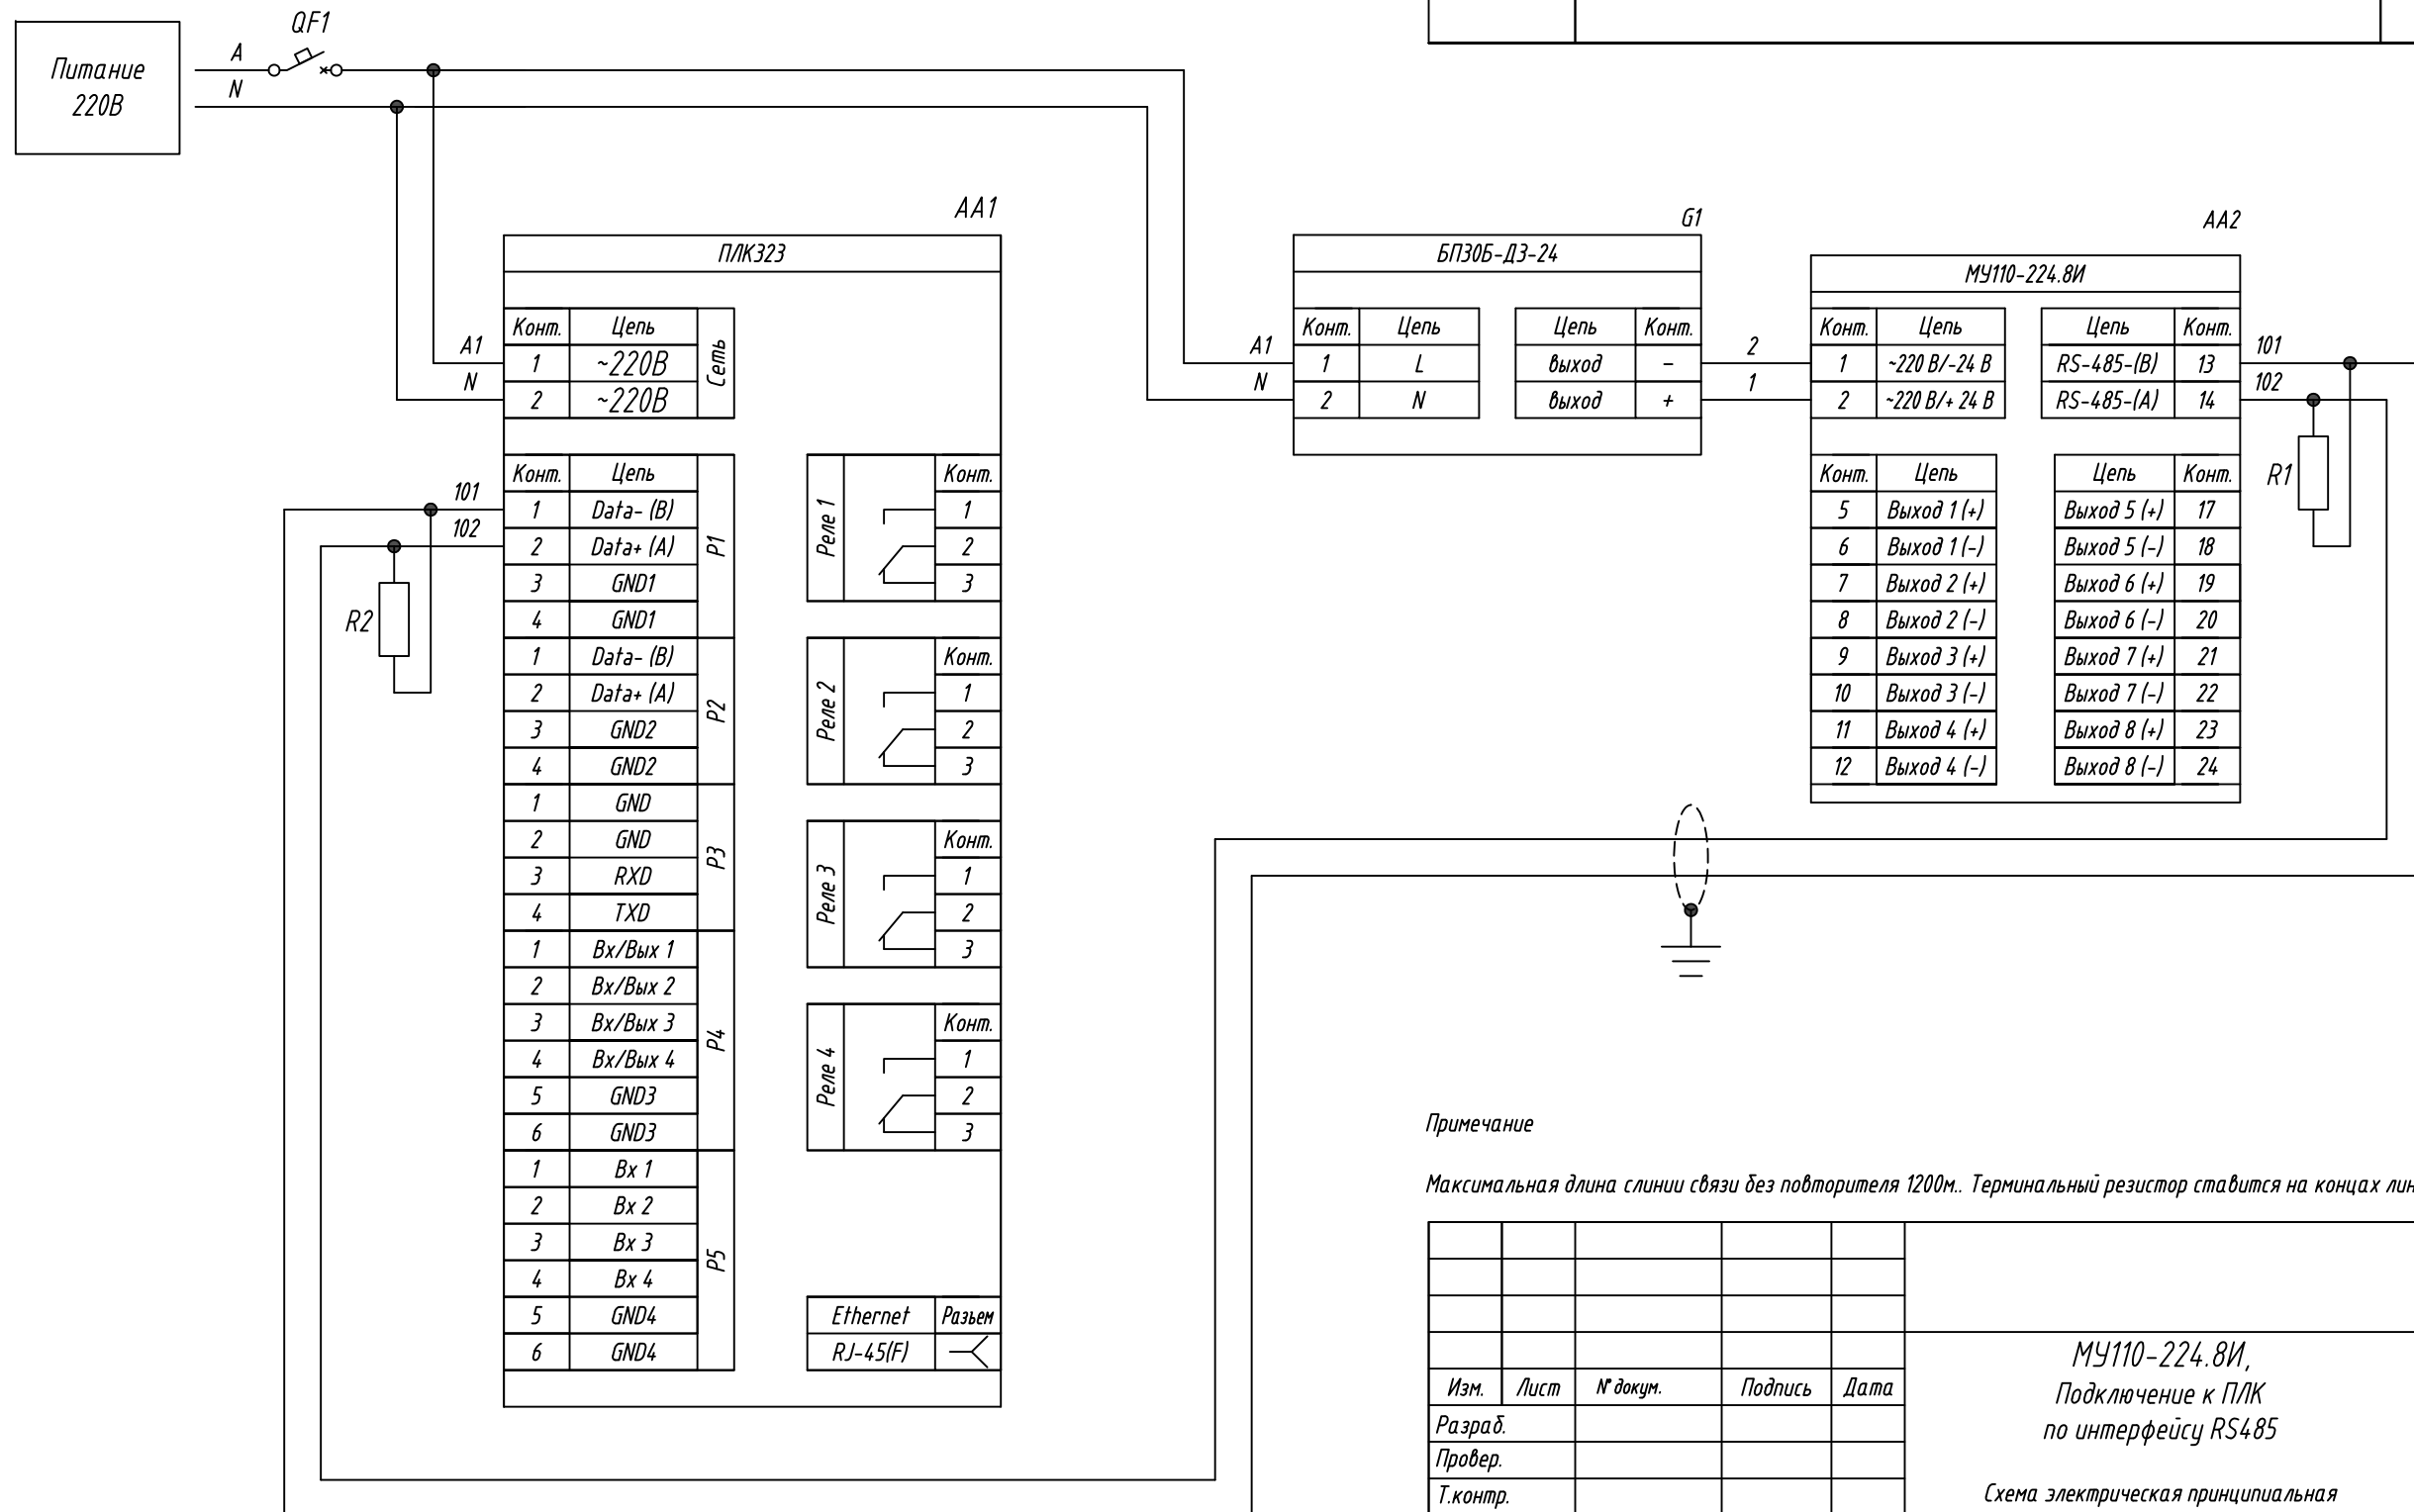 QF1
Питание
220В
A
N
AA1
ПЛК323
Конт. Цепь
A1 1 ~220В
N 2 ~220В
Сеть
Конт. Цепь
101 1 Data- (B)
102 2 Data+ (A)
3 GND1
4 GND1
P1
R2
1 Data- (B)
2 Data+ (A)
3 GND2
4 GND2
P2
1 GND
2 GND
3 RXD
4 TXD
P3
1 Вх/Вых 1
2 Вх/Вых 2
3 Вх/Вых 3
4 Вх/Вых 4
5 GND3
6 GND3
P4
1 Вх 1
2 Вх 2
3 Вх 3
4 Вх 4
5 GND4
6 GND4
P5
Реле 1
Конт.
1
2
3
Реле 2
Конт.
1
2
3
Реле 3
Конт.
1
2
3
Реле 4
Конт.
1
2
3
Ethernet Разьем
RJ-45(F)
G1
БП30Б-Д3-24
Конт. Цепь Цепь Конт.
A1 1 L выход - 2
N 2 N выход + 1
AA2
МУ110-224.8И
Конт. Цепь Цепь Конт.
1 ~220 В/-24 В RS-485-(B) 13 101
2 ~220 В/+ 24 В RS-485-(A) 14 102
Конт. Цепь Цепь Конт.
R1
5 Выход 1 (+) Выход 5 (+) 17
6 Выход 1 (-) Выход 5 (-) 18
7 Выход 2 (+) Выход 6 (+) 19
8 Выход 2 (-) Выход 6 (-) 20
9 Выход 3 (+) Выход 7 (+) 21
10 Выход 3 (-) Выход 7 (-) 22
11 Выход 4 (+) Выход 8 (+) 23
12 Выход 4 (-) Выход 8 (-) 24
Примечание
Максимальная длина слинии связи без повторителя 1200м.. Терминальный резистор ставится на концах лин
Изм. Лист № докум. Подпись Дата
Разраб.
Провер.
Т.контр.
МУ110-224.8И,
Подключение к ПЛК
по интерфейсу RS485
Схема электрическая принципиальная